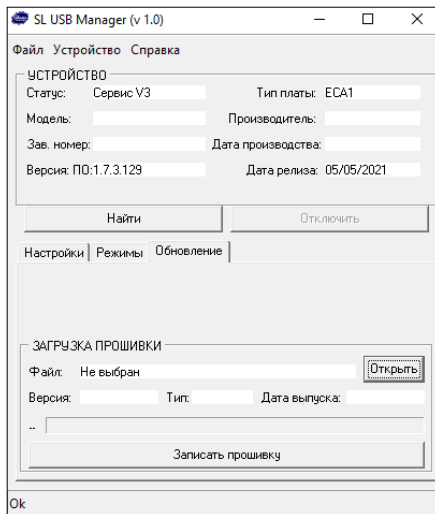 SL USB Manager (v 1.0)
Файл Устройство Справка
УСТРОЙСТВО
Статус: Сервис V3 Тип платы: ECA1
Модель: Производитель:
Зав. номер: Дата производства:
Версия ПО: 1.7.3.129 Дата релиза: 05/05/2021
Найти Отключить
Настройки Режимы Обновление
ЗАГРУЗКА ПРОШИВКИ
Файл: Не выбран Открыть
Версия: Тип: Дата выпуска:
..
Записать прошивку
Ok